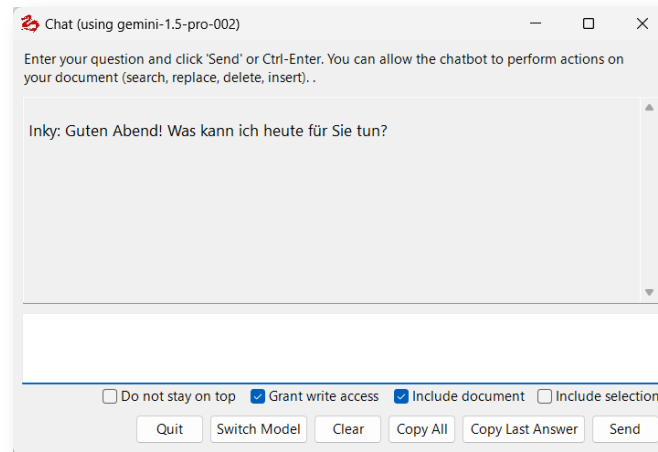 Chat (using gemini-1.5-pro-002)
Enter your question and click 'Send' or Ctrl-Enter. You can allow the chatbot to perform actions on
your document (search, replace, delete, insert). .
Inky: Guten Abend! Was kann ich heute für Sie tun?
Do not stay on top Grant write access Include document Include selection
Quit Switch Model Clear Copy All Copy Last Answer Send